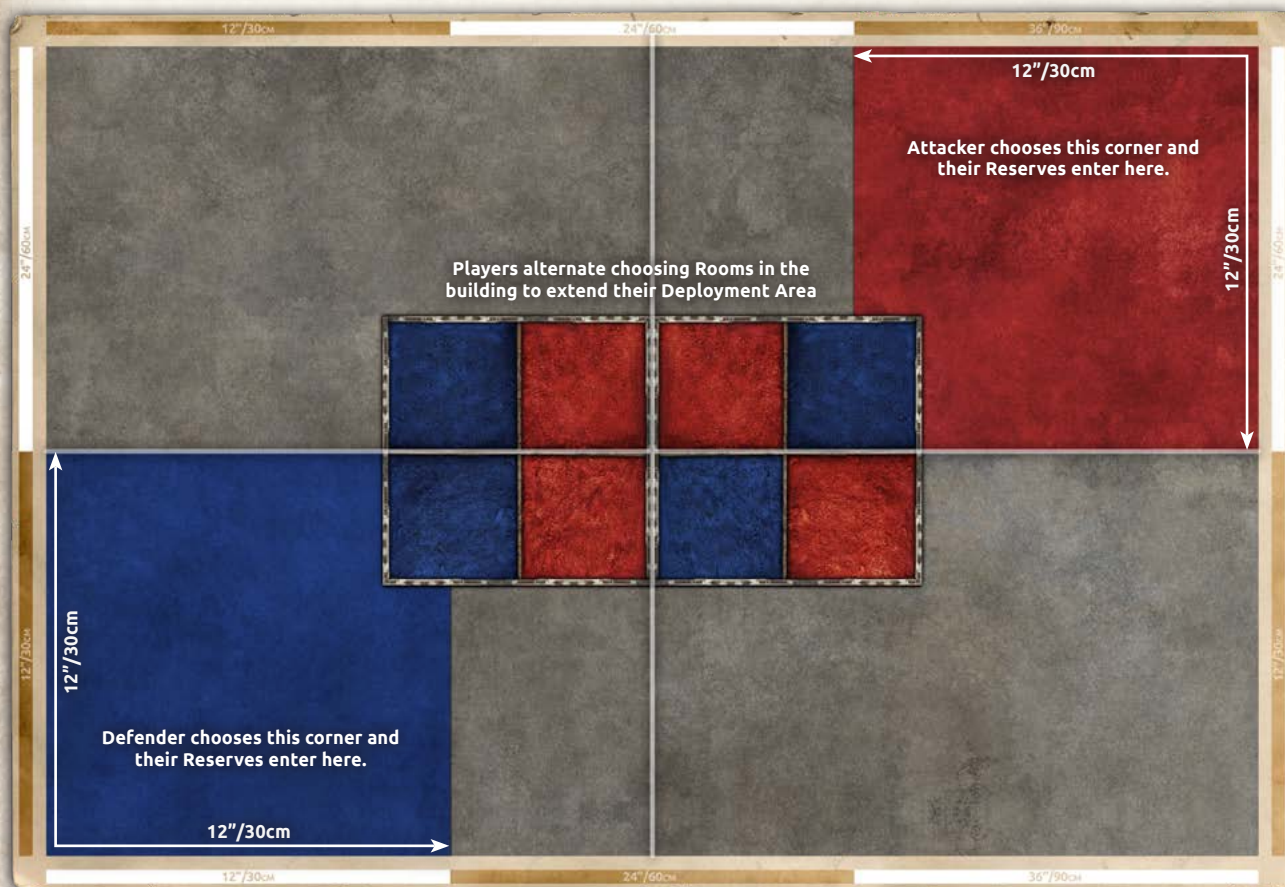 12"/30cm
24"/60cm
36"/90cm
12"/30cm
Attacker chooses this corner and
their Reserves enter here.
24"/60cm
12"/30cm
24"/60cm
Players alternate choosing Rooms in the
building to extend their Deployment Area
12"/30cm
12"/30cm
12"/30cm
Defender chooses this corner and
their Reserves enter here.
12"/30cm
12"/30cm
24"/60cm
36"/90cm